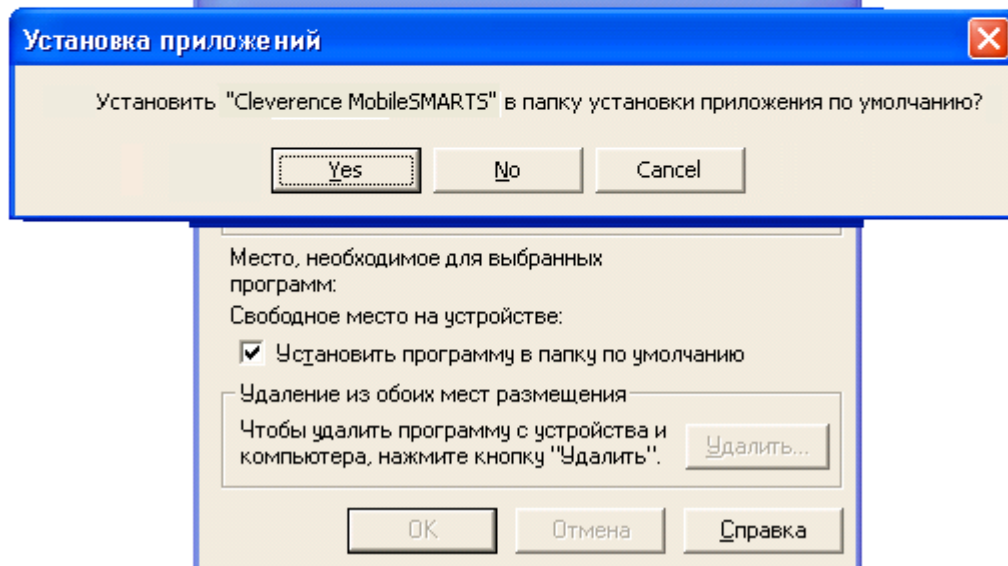 Установка приложений
Установить "Cleverence MobileSMARTS" в папку установки приложения по умолчанию?
Yes No Cancel
Место, необходимое для выбранных
программ:
Свободное место на устройстве:
Установить программу в папку по умолчанию
Удаление из обоих мест размещения
Чтобы удалить программу с устройства и
компьютера, нажмите кнопку "Удалить".
Удалить...
OK Отмена Справка